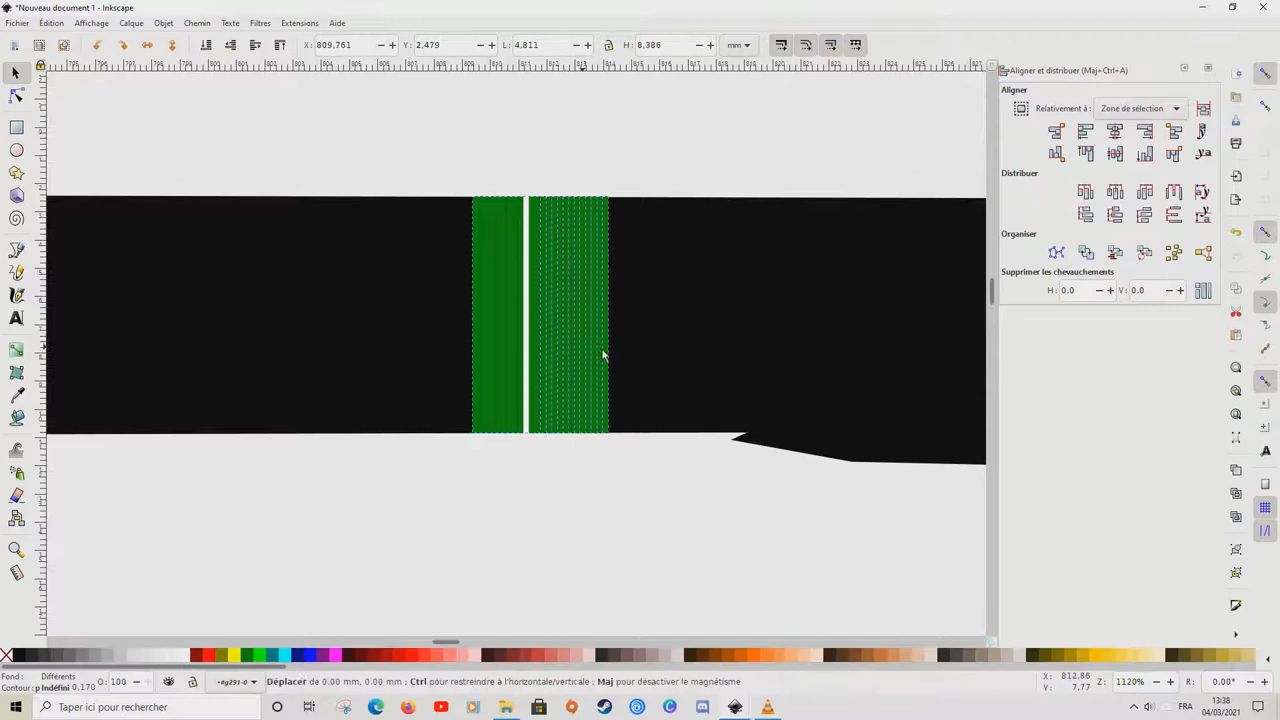 *Nouveau document 1 - Inkscape
Fichier Édition Affichage Calque Objet Chemin Texte Filtres Extensions Aide
X: 809,761 Y: 2.479 L: 4.811 H: 8.386 mm
Aligner et distribuer (Maj+Ctrl+A)
Aligner
Relativement à : Zone de sélection
Distribuer
Organiser
Supprimer les chevauchements
H: 0.0 V: 0.0
Fond : Différents
Contour : Indéfini 0.170
O: 100
Déplacer de 0.00 mm, 0.00 mm ; Ctrl pour restreindre à l'horizontale/verticale ; Maj pour désactiver le magnétisme
X: 812.86
Y: 7.77
Z: 1120%
R: 0,00°
Taper ici pour rechercher
FRA
13:38
04/03/2021